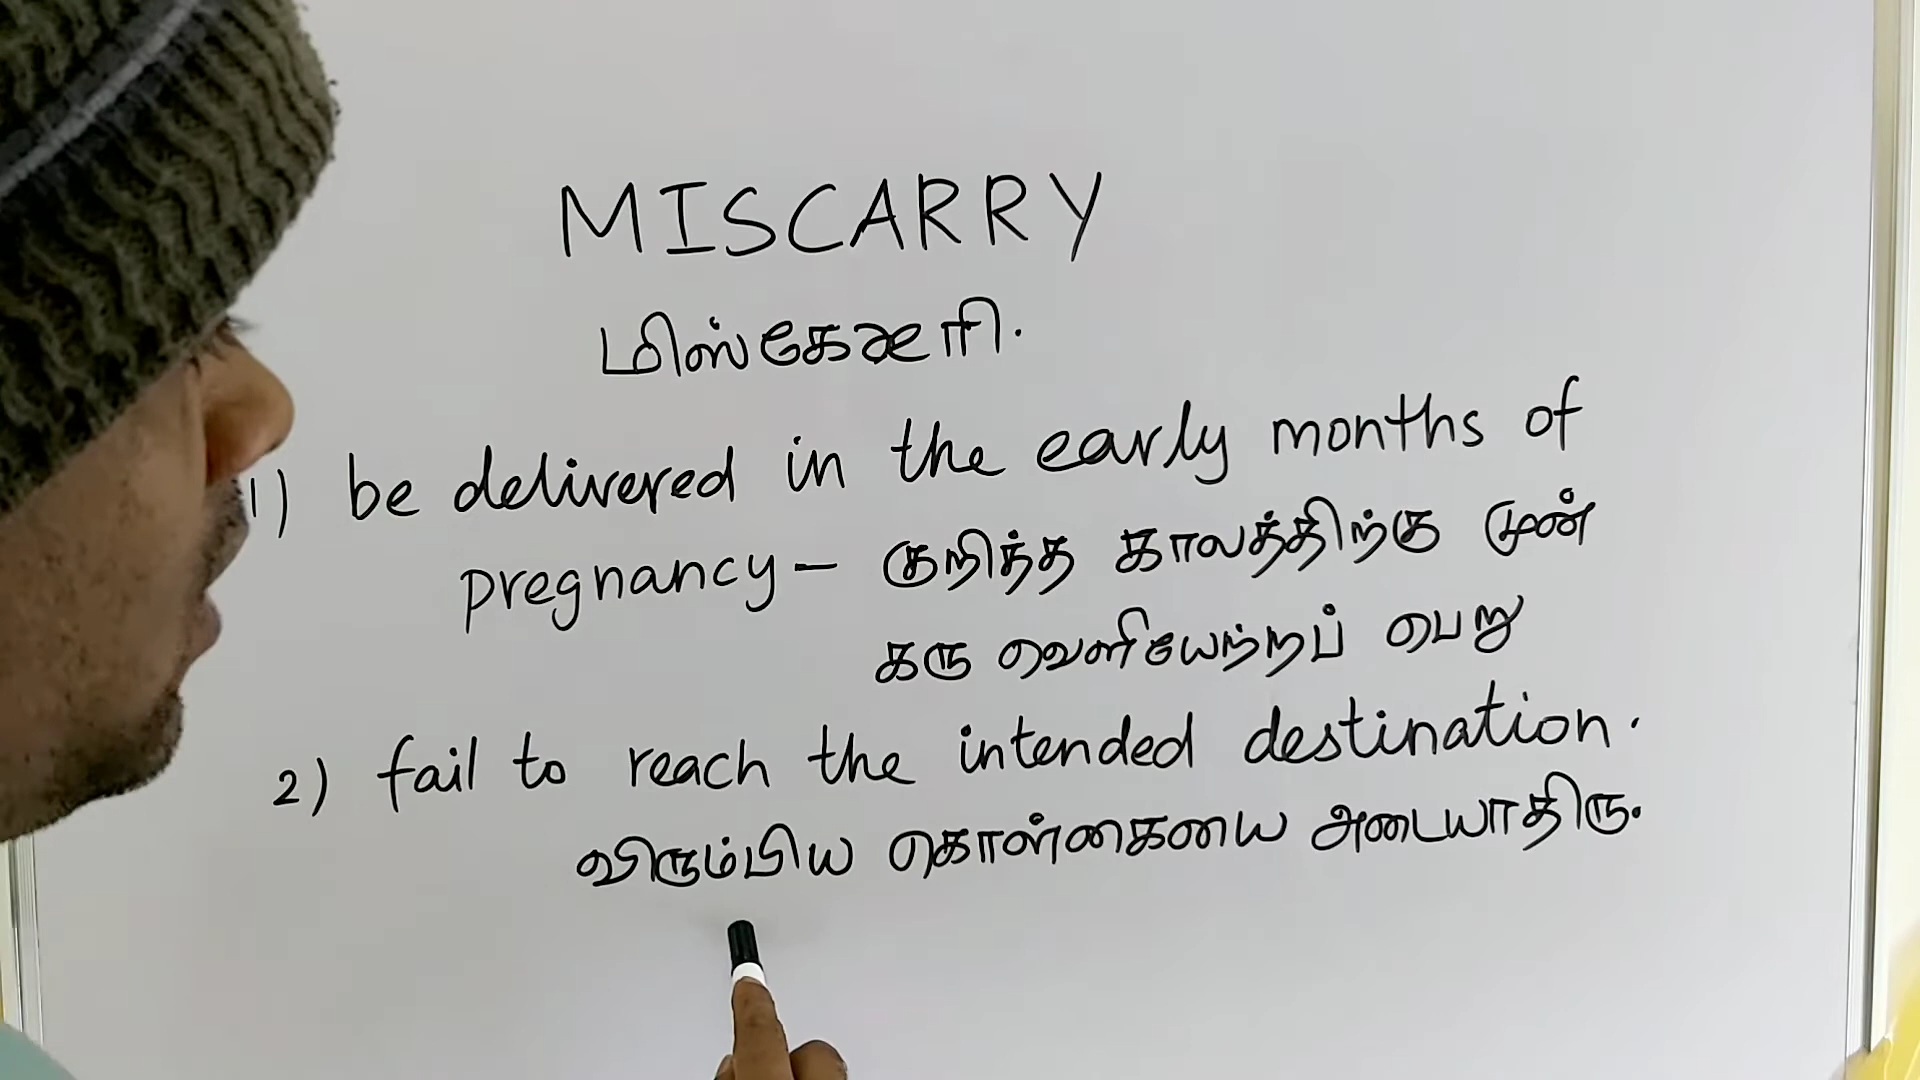 MISCARRY
மிஸ்கேஏரி.
1) be delivered in the early months of
pregnancy – குறித்த காலத்திற்கு முன்
கரு வெளியேற்றப் பெறு
2) fail to reach the intended destination.
விரும்பிய கொள்கையை அடையாதிரு.